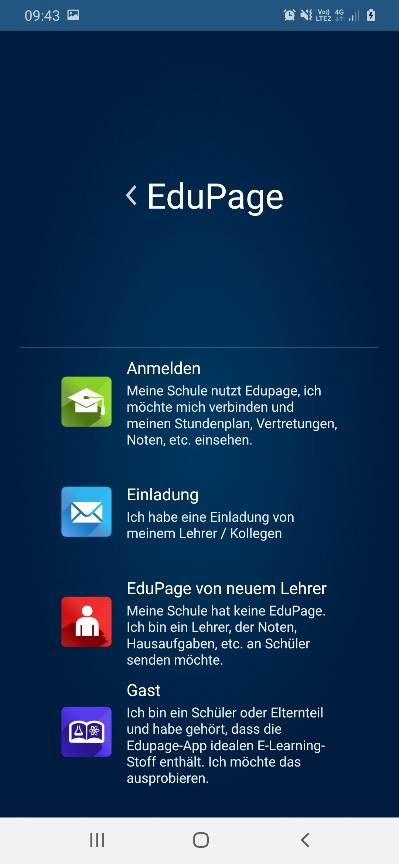 09:43
Vo)) 4G
LTE2
EduPage
Anmelden
Meine Schule nutzt Edupage, ich
möchte mich verbinden und
meinen Stundenplan, Vertretungen,
Noten, etc. einsehen.
Einladung
Ich habe eine Einladung von
meinem Lehrer / Kollegen
EduPage von neuem Lehrer
Meine Schule hat keine EduPage.
Ich bin ein Lehrer, der Noten,
Hausaufgaben, etc. an Schüler
senden möchte.
Gast
Ich bin ein Schüler oder Elternteil
und habe gehört, dass die
Edupage-App idealen E-Learning-
Stoff enthält. Ich möchte das
ausprobieren.